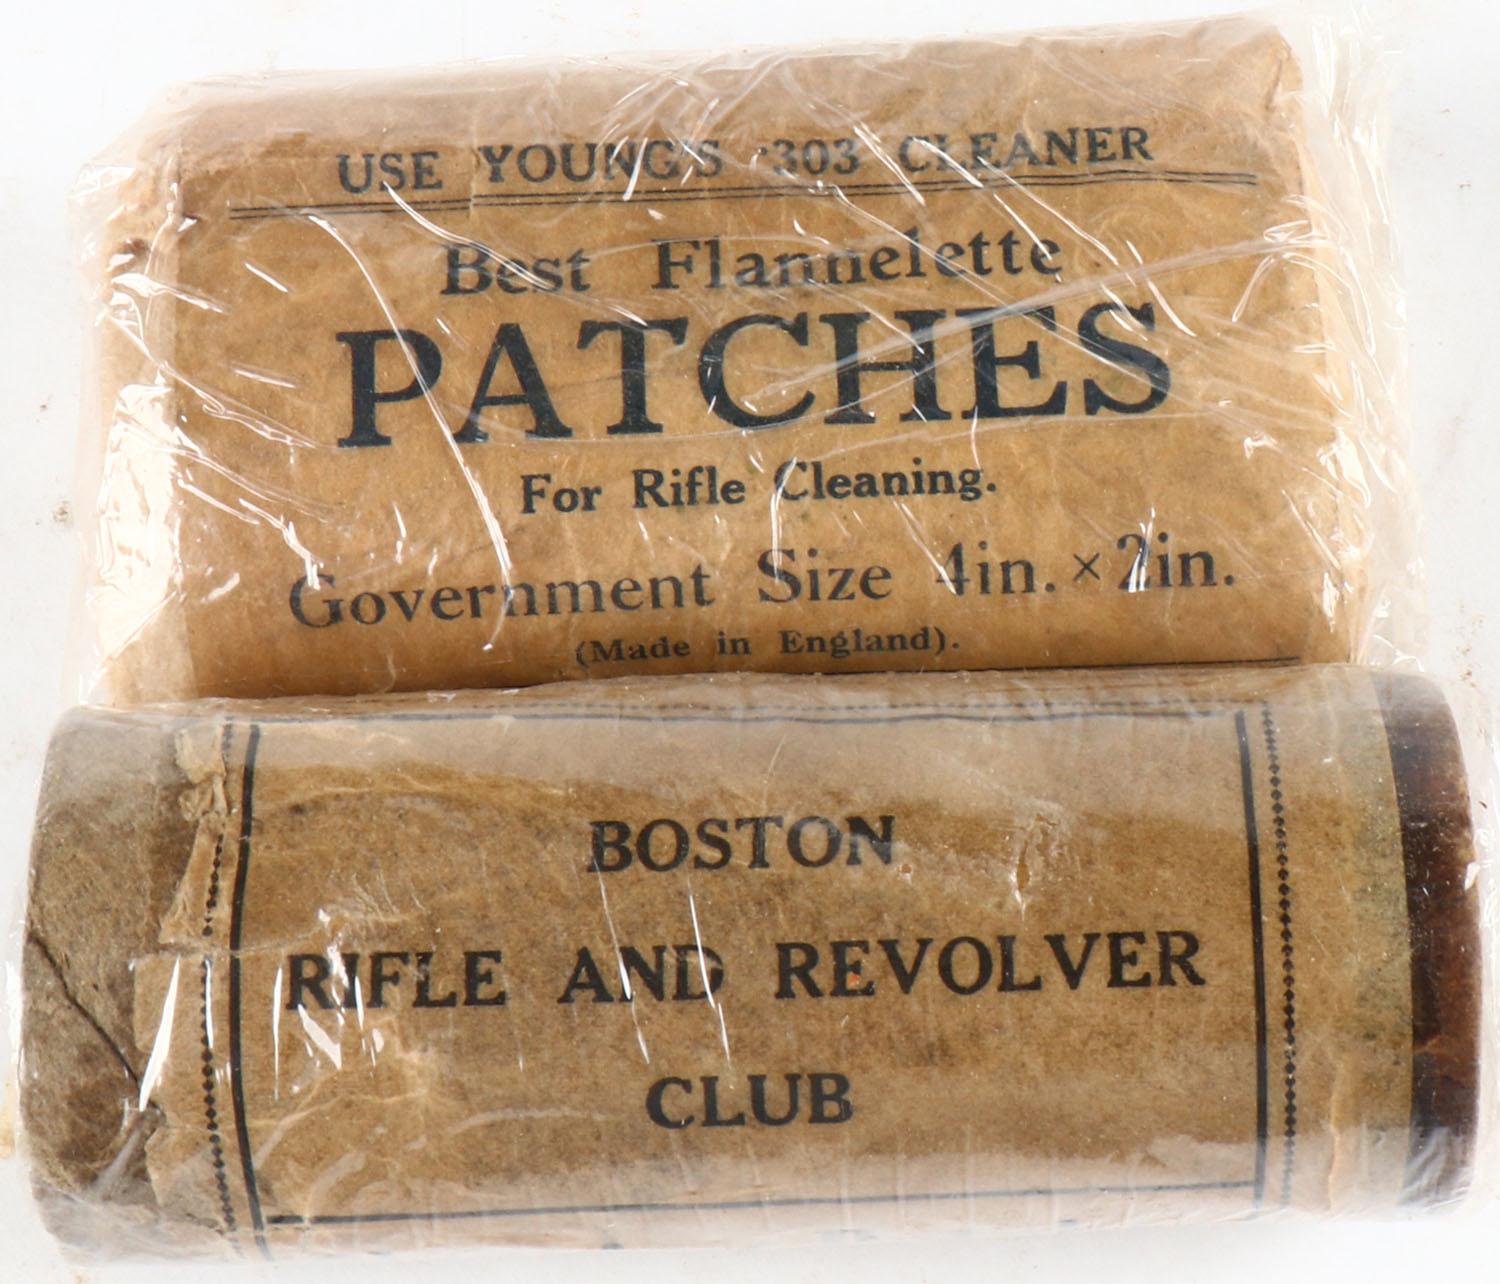 USE YOUNG'S ·303 CLEANER
Best Flannelette
PATCHES
For Rifle Cleaning.
Government Size 4in. × 2in.
(Made in England).
BOSTON
RIFLE AND REVOLVER
CLUB